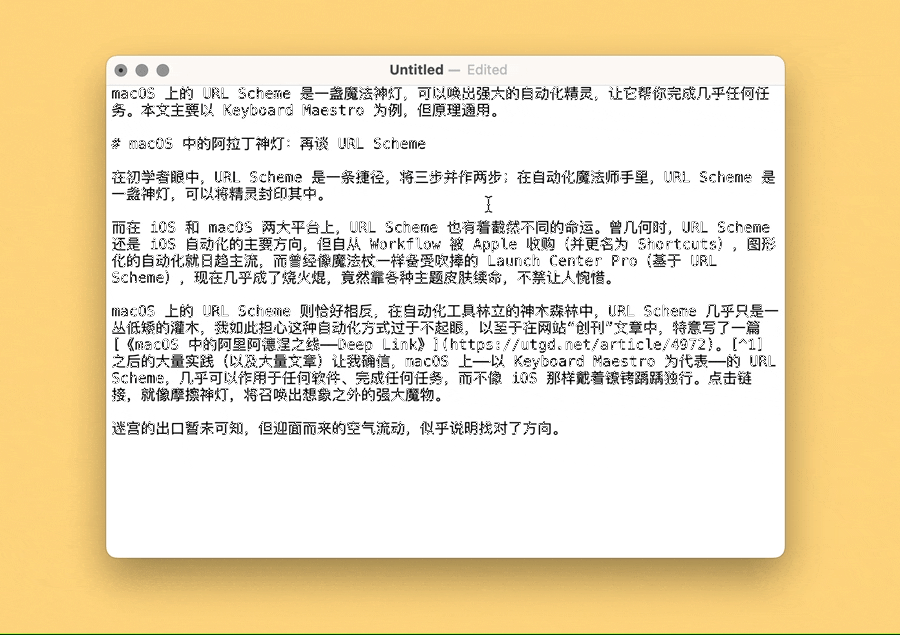 Untitled — Edited
macOS 上的 URL Scheme 是一盏魔法神灯，可以唤出强大的自动化精灵，让它帮你完成几乎任何任
务。本文主要以 Keyboard Maestro 为例，但原理通用。
# macOS 中的阿拉丁神灯：再谈 URL Scheme
在初学者眼中，URL Scheme 是一条捷径，将三步并作两步；在自动化魔法师手里，URL Scheme 是
一盏神灯，可以将精灵封印其中。
而在 iOS 和 macOS 两大平台上，URL Scheme 也有着截然不同的命运。曾几何时，URL Scheme
还是 iOS 自动化的主要方向，但自从 Workflow 被 Apple 收购（并更名为 Shortcuts），图形
化的自动化就日趋主流，而曾经像魔法杖一样备受吹捧的 Launch Center Pro（基于 URL
Scheme），现在几乎成了烧火棍，竟然靠各种主题皮肤续命，不禁让人惋惜。
macOS 上的 URL Scheme 则恰好相反，在自动化工具林立的神木森林中，URL Scheme 几乎只是一
丛低矮的灌木，我如此担心这种自动化方式过于不起眼，以至于在网站“创刊”文章中，特意写了一篇
[《macOS 中的阿里阿德涅之线——Deep Link》](https://utgd.net/article/4972)。[^1]
之后的大量实践（以及大量文章）让我确信，macOS 上——以 Keyboard Maestro 为代表——的 URL
Scheme，几乎可以作用于任何软件、完成任何任务，而不像 iOS 那样戴着镣铐踽踽独行。点击链
接，就像摩擦神灯，将召唤出想象之外的强大魔物。
迷宫的出口暂未可知，但迎面而来的空气流动，似乎说明找对了方向。